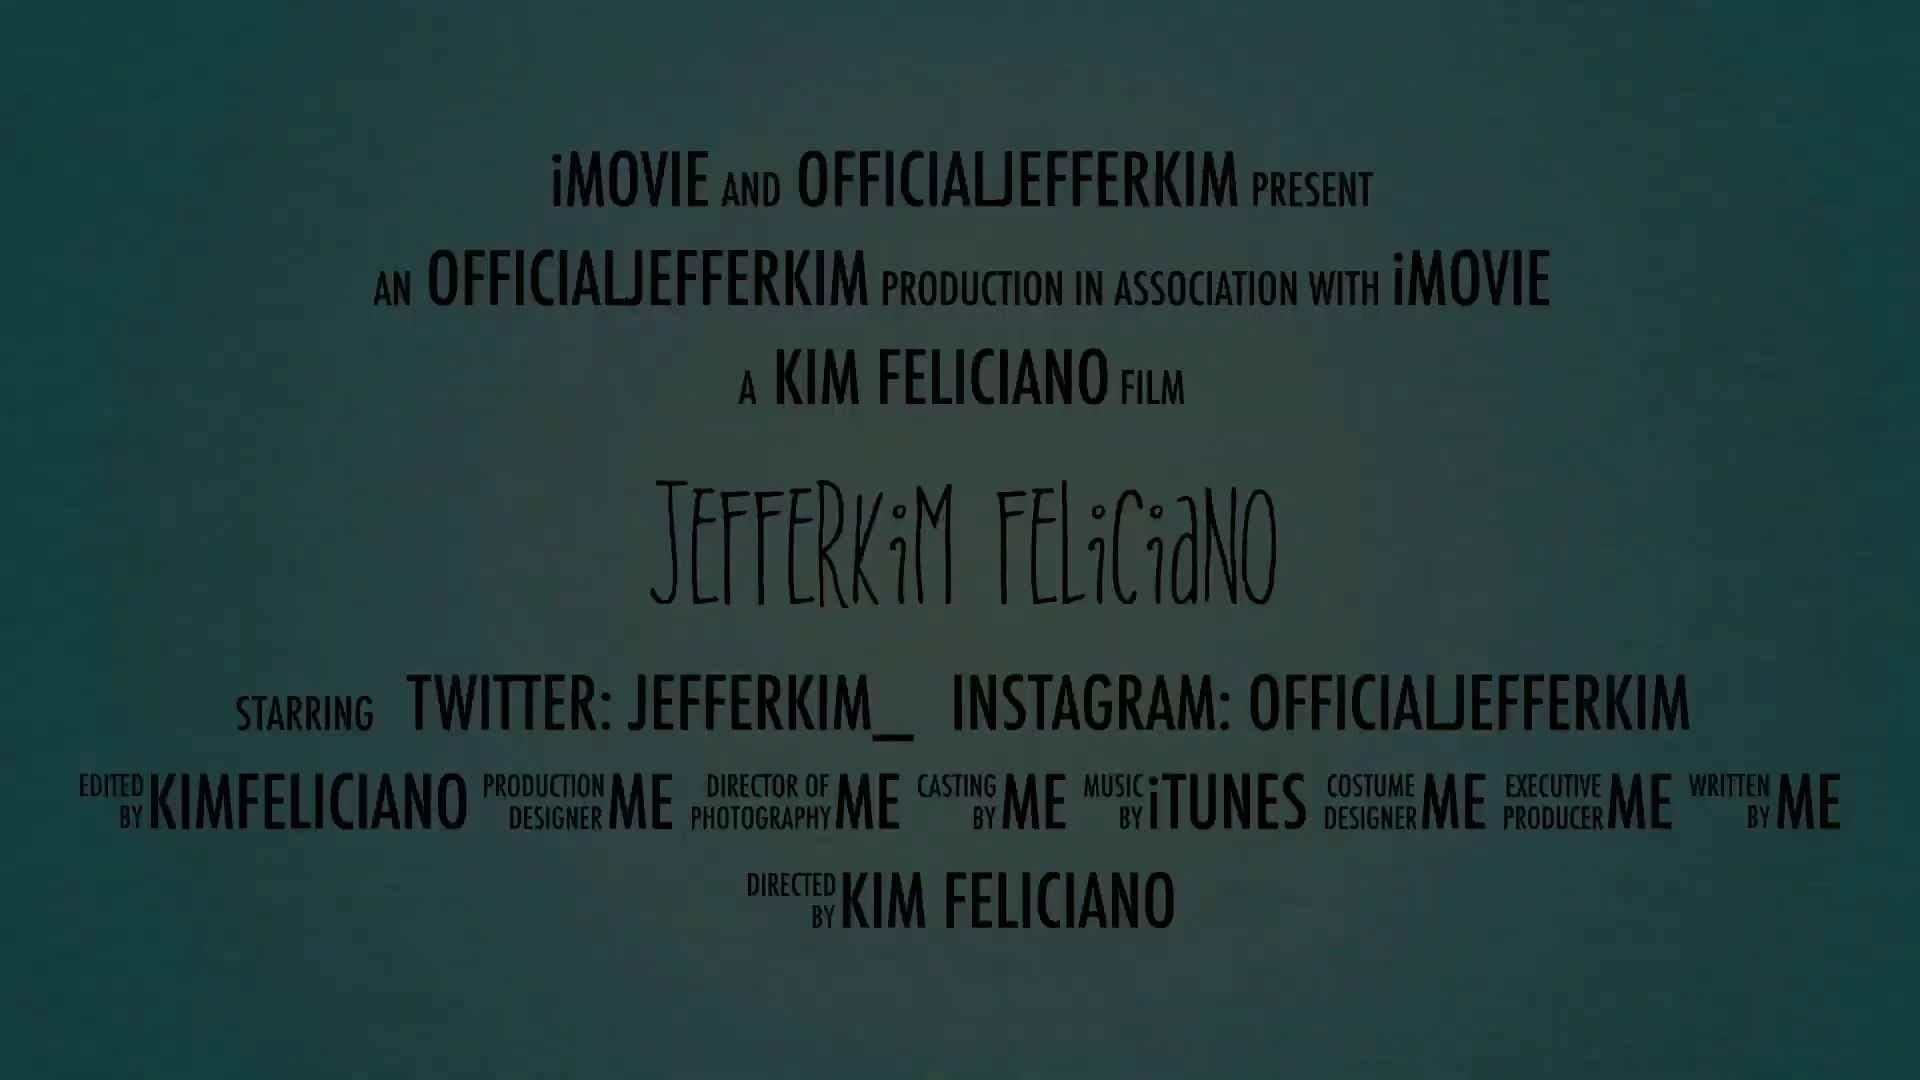 iMOVIE AND OFFICIALJEFFERKIM PRESENT
AN OFFICIALJEFFERKIM PRODUCTION IN ASSOCIATION WITH iMOVIE
A KIM FELICIANO FILM
JEFFERKiM FELiCiaNO
STARRING TWITTER: JEFFERKIM_ INSTAGRAM: OFFICIALJEFFERKIM
EDITED BY KIMFELICIANO PRODUCTION DESIGNER ME DIRECTOR OF PHOTOGRAPHY ME CASTING BY ME MUSIC BY iTUNES COSTUME DESIGNER ME EXECUTIVE PRODUCER ME WRITTEN BY ME
DIRECTED BY KIM FELICIANO